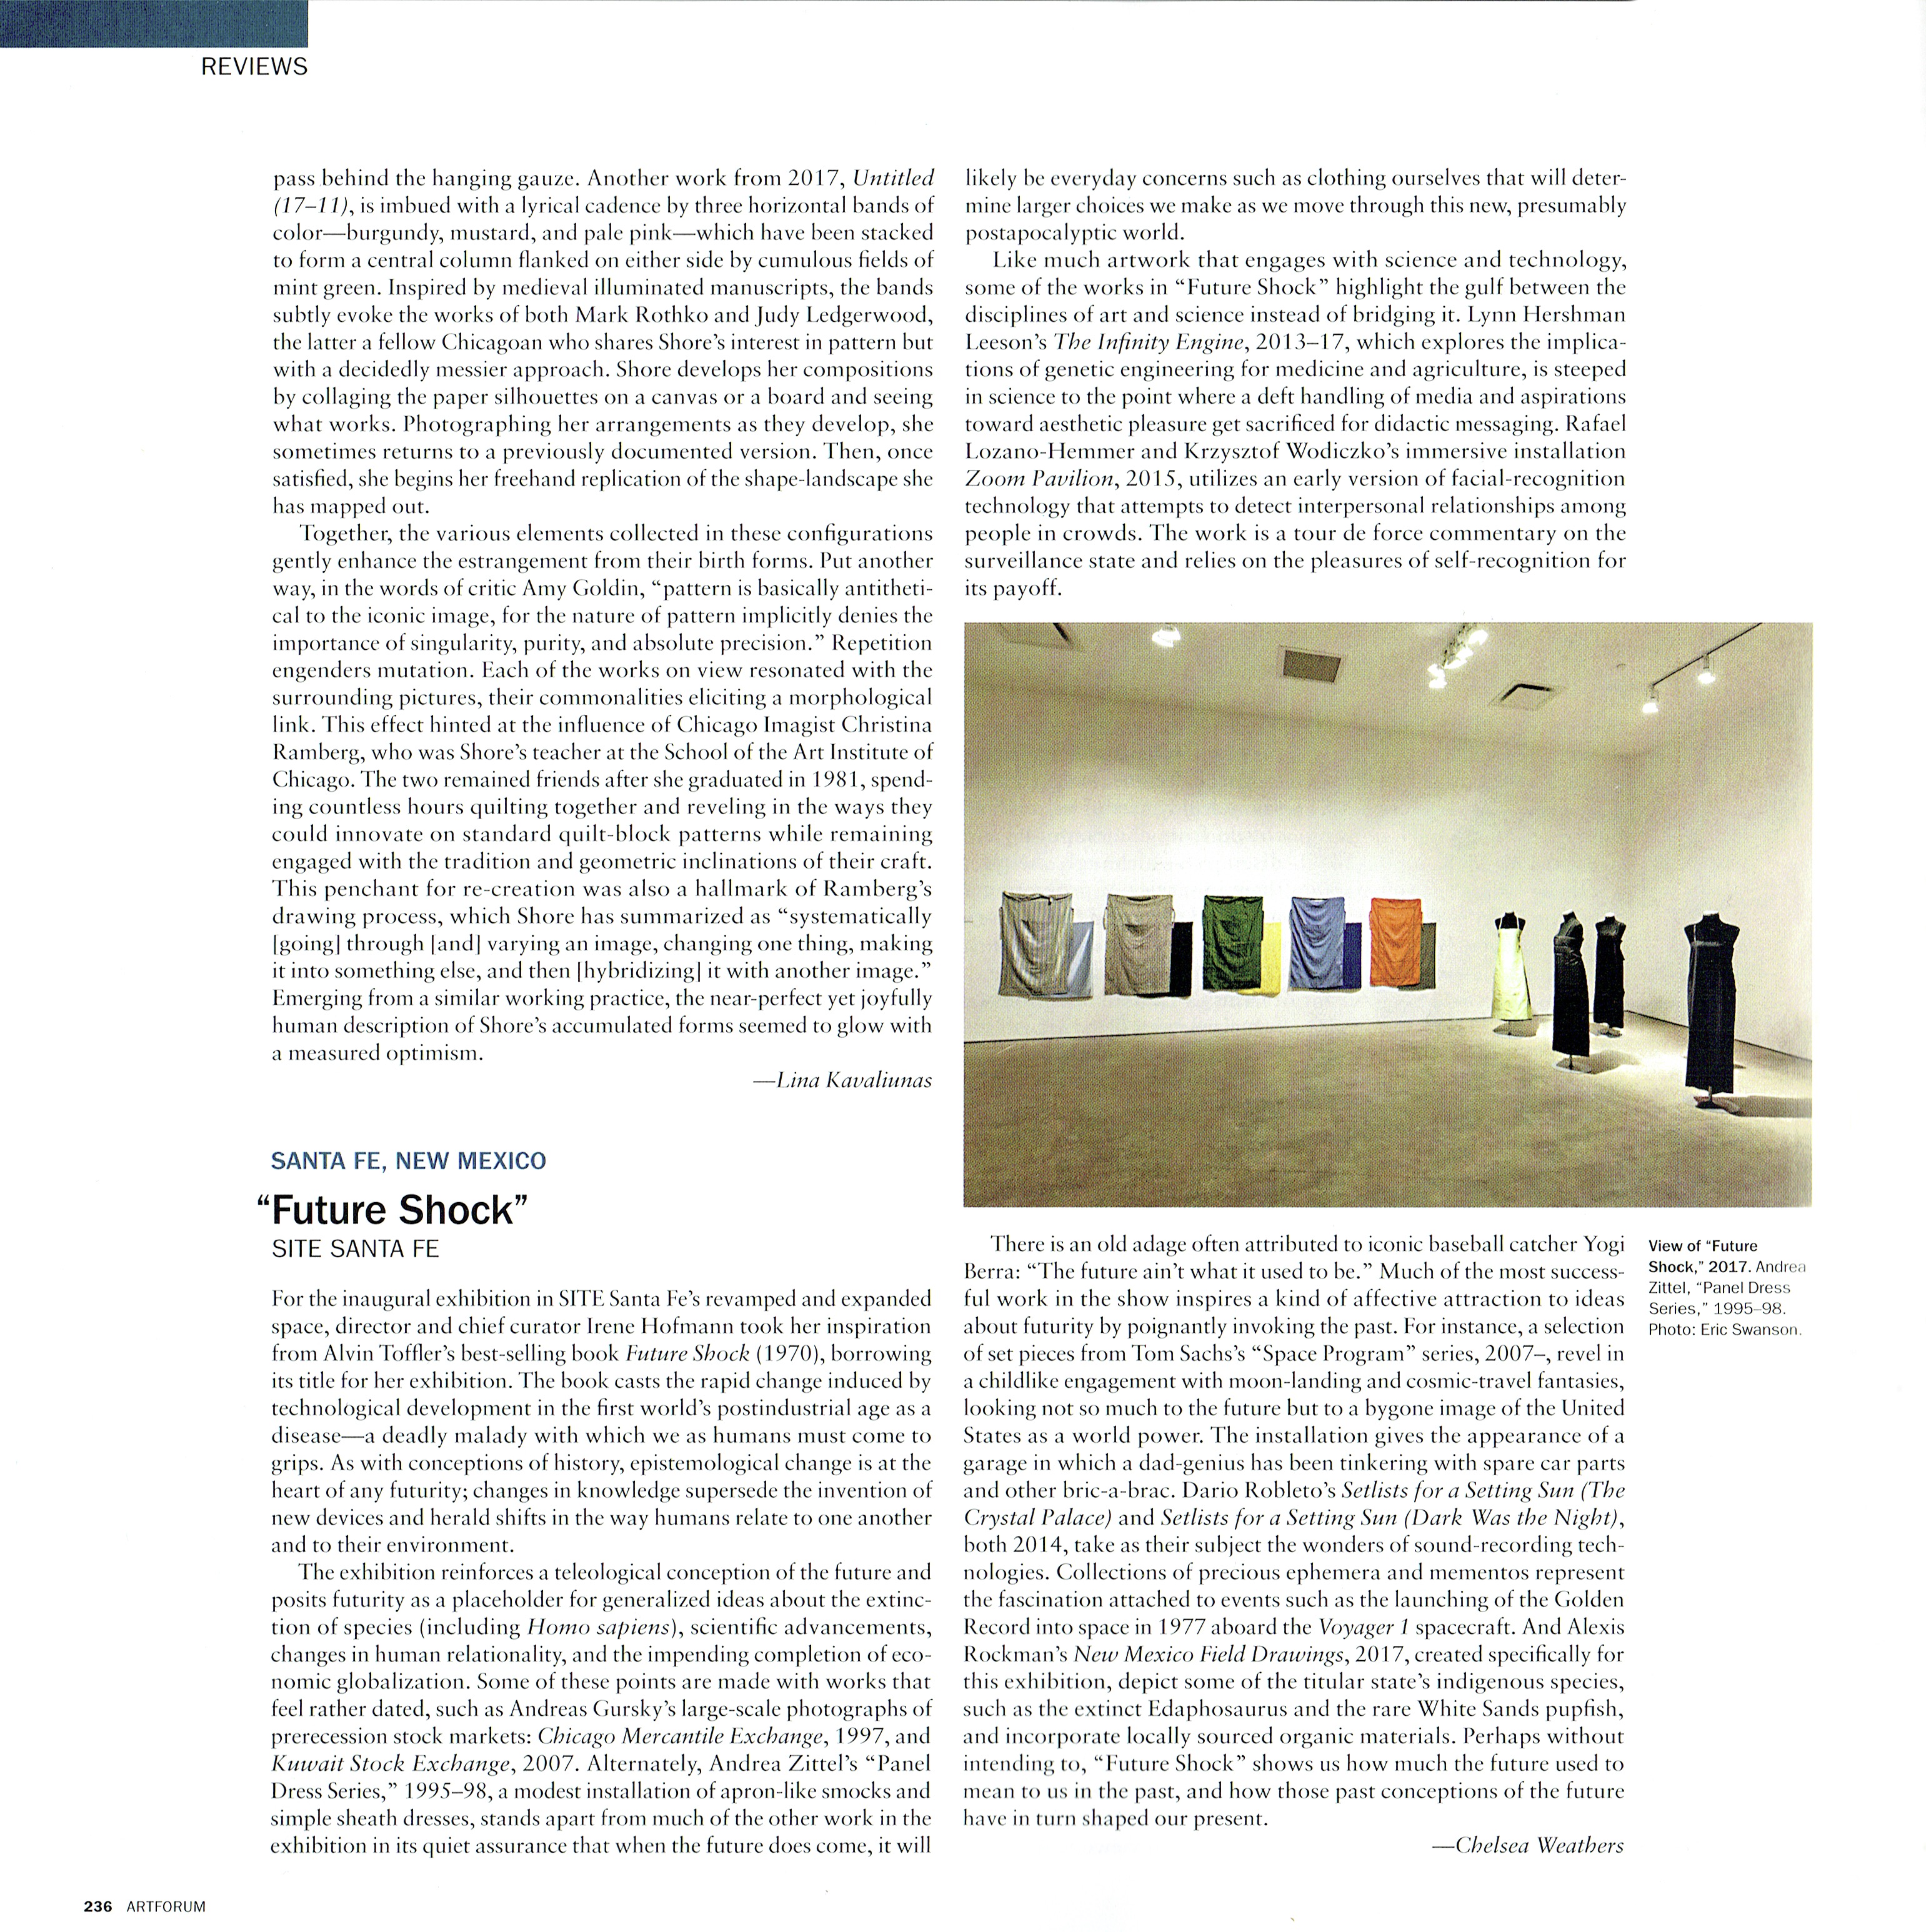 REVIEWS
pass behind the hanging gauze. Another work from 2017, Untitled
(17–11), is imbued with a lyrical cadence by three horizontal bands of
color—burgundy, mustard, and pale pink—which have been stacked
to form a central column flanked on either side by cumulous fields of
mint green. Inspired by medieval illuminated manuscripts, the bands
subtly evoke the works of both Mark Rothko and Judy Ledgerwood,
the latter a fellow Chicagoan who shares Shore’s interest in pattern but
with a decidedly messier approach. Shore develops her compositions
by collaging the paper silhouettes on a canvas or a board and seeing
what works. Photographing her arrangements as they develop, she
sometimes returns to a previously documented version. Then, once
satisfied, she begins her freehand replication of the shape-landscape she
has mapped out.
Together, the various elements collected in these configurations
gently enhance the estrangement from their birth forms. Put another
way, in the words of critic Amy Goldin, “pattern is basically antitheti-
cal to the iconic image, for the nature of pattern implicitly denies the
importance of singularity, purity, and absolute precision.” Repetition
engenders mutation. Each of the works on view resonated with the
surrounding pictures, their commonalities eliciting a morphological
link. This effect hinted at the influence of Chicago Imagist Christina
Ramberg, who was Shore’s teacher at the School of the Art Institute of
Chicago. The two remained friends after she graduated in 1981, spend-
ing countless hours quilting together and reveling in the ways they
could innovate on standard quilt-block patterns while remaining
engaged with the tradition and geometric inclinations of their craft.
This penchant for re-creation was also a hallmark of Ramberg’s
drawing process, which Shore has summarized as “systematically
[going] through [and] varying an image, changing one thing, making
it into something else, and then [hybridizing] it with another image.”
Emerging from a similar working practice, the near-perfect yet joyfully
human description of Shore’s accumulated forms seemed to glow with
a measured optimism.
—Lina Kavaliunas
SANTA FE, NEW MEXICO
“Future Shock”
SITE SANTA FE
For the inaugural exhibition in SITE Santa Fe’s revamped and expanded
space, director and chief curator Irene Hofmann took her inspiration
from Alvin Toffler’s best-selling book Future Shock (1970), borrowing
its title for her exhibition. The book casts the rapid change induced by
technological development in the first world’s postindustrial age as a
disease—a deadly malady with which we as humans must come to
grips. As with conceptions of history, epistemological change is at the
heart of any futurity; changes in knowledge supersede the invention of
new devices and herald shifts in the way humans relate to one another
and to their environment.
The exhibition reinforces a teleological conception of the future and
posits futurity as a placeholder for generalized ideas about the extinc-
tion of species (including Homo sapiens), scientific advancements,
changes in human relationality, and the impending completion of eco-
nomic globalization. Some of these points are made with works that
feel rather dated, such as Andreas Gursky’s large-scale photographs of
prerecession stock markets: Chicago Mercantile Exchange, 1997, and
Kuwait Stock Exchange, 2007. Alternately, Andrea Zittel’s “Panel
Dress Series,” 1995–98, a modest installation of apron-like smocks and
simple sheath dresses, stands apart from much of the other work in the
exhibition in its quiet assurance that when the future does come, it will
likely be everyday concerns such as clothing ourselves that will deter-
mine larger choices we make as we move through this new, presumably
postapocalyptic world.
Like much artwork that engages with science and technology,
some of the works in “Future Shock” highlight the gulf between the
disciplines of art and science instead of bridging it. Lynn Hershman
Leeson’s The Infinity Engine, 2013–17, which explores the implica-
tions of genetic engineering for medicine and agriculture, is steeped
in science to the point where a deft handling of media and aspirations
toward aesthetic pleasure get sacrificed for didactic messaging. Rafael
Lozano-Hemmer and Krzysztof Wodiczko’s immersive installation
Zoom Pavilion, 2015, utilizes an early version of facial-recognition
technology that attempts to detect interpersonal relationships among
people in crowds. The work is a tour de force commentary on the
surveillance state and relies on the pleasures of self-recognition for
its payoff.
There is an old adage often attributed to iconic baseball catcher Yogi
Berra: “The future ain’t what it used to be.” Much of the most success-
ful work in the show inspires a kind of affective attraction to ideas
about futurity by poignantly invoking the past. For instance, a selection
of set pieces from Tom Sachs’s “Space Program” series, 2007–, revel in
a childlike engagement with moon-landing and cosmic-travel fantasies,
looking not so much to the future but to a bygone image of the United
States as a world power. The installation gives the appearance of a
garage in which a dad-genius has been tinkering with spare car parts
and other bric-a-brac. Dario Robleto’s Setlists for a Setting Sun (The
Crystal Palace) and Setlists for a Setting Sun (Dark Was the Night),
both 2014, take as their subject the wonders of sound-recording tech-
nologies. Collections of precious ephemera and mementos represent
the fascination attached to events such as the launching of the Golden
Record into space in 1977 aboard the Voyager 1 spacecraft. And Alexis
Rockman’s New Mexico Field Drawings, 2017, created specifically for
this exhibition, depict some of the titular state’s indigenous species,
such as the extinct Edaphosaurus and the rare White Sands pupfish,
and incorporate locally sourced organic materials. Perhaps without
intending to, “Future Shock” shows us how much the future used to
mean to us in the past, and how those past conceptions of the future
have in turn shaped our present.
—Chelsea Weathers
View of “Future
Shock,” 2017. Andrea
Zittel, “Panel Dress
Series,” 1995–98.
Photo: Eric Swanson.
236 ARTFORUM